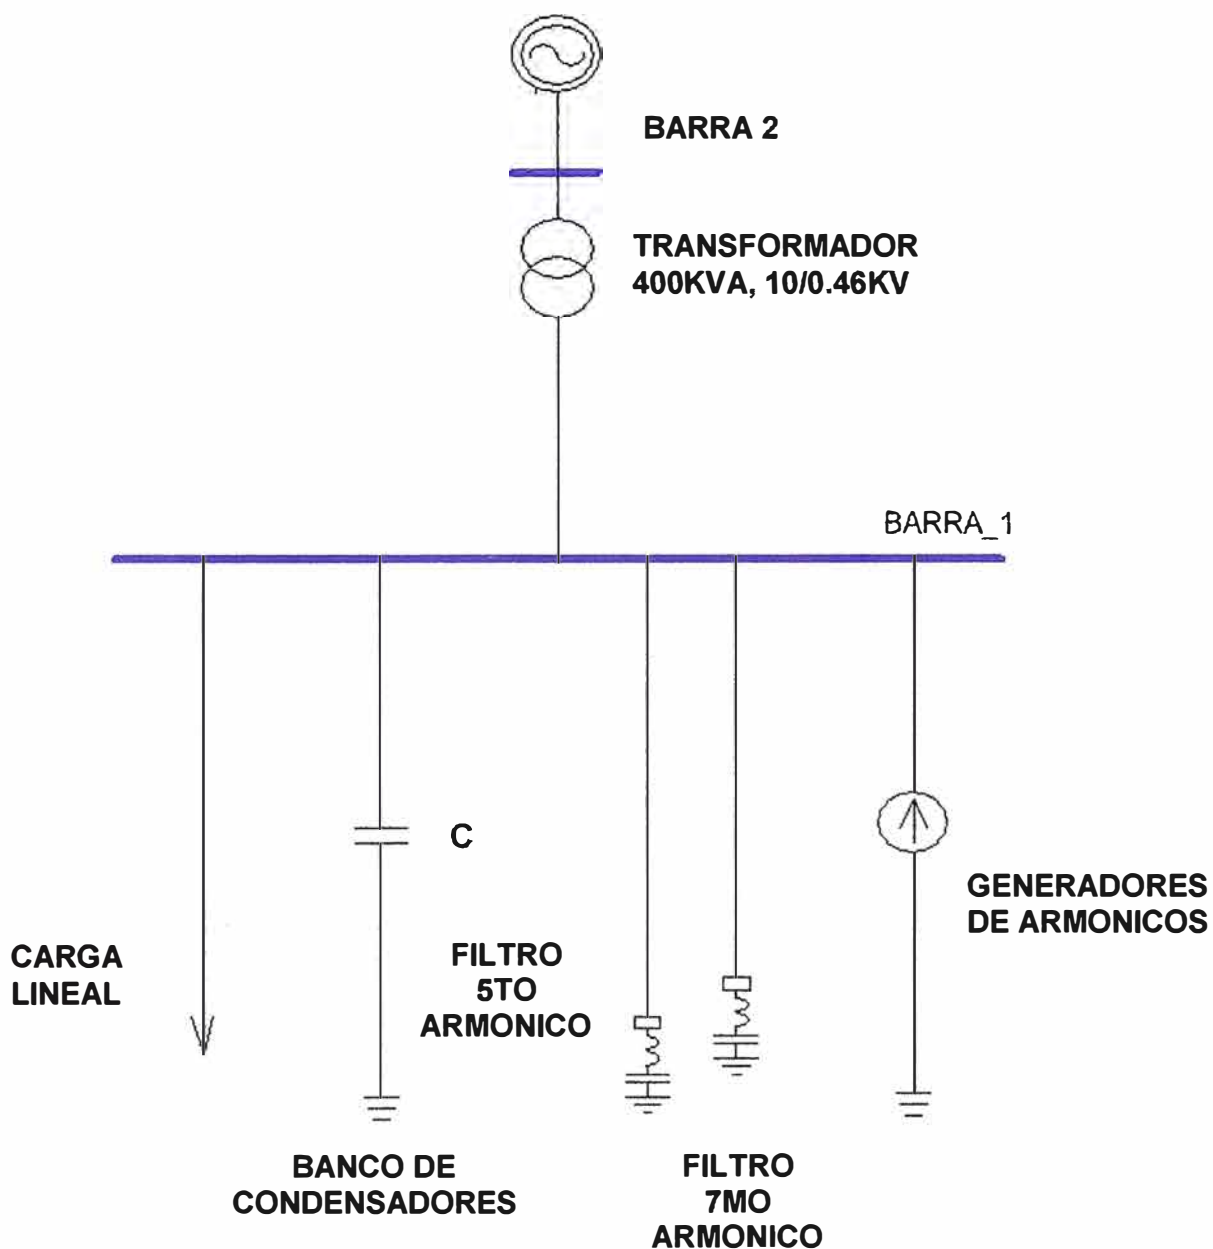 BARRA 2
TRANSFORMADOR
400KVA, 10/0.46KV
BARRA_1
C
GENERADORES
DE ARMONICOS
CARGA
LINEAL
FILTRO
5TO
ARMONICO
BANCO DE
CONDENSADORES
FILTRO
7MO
ARMONICO